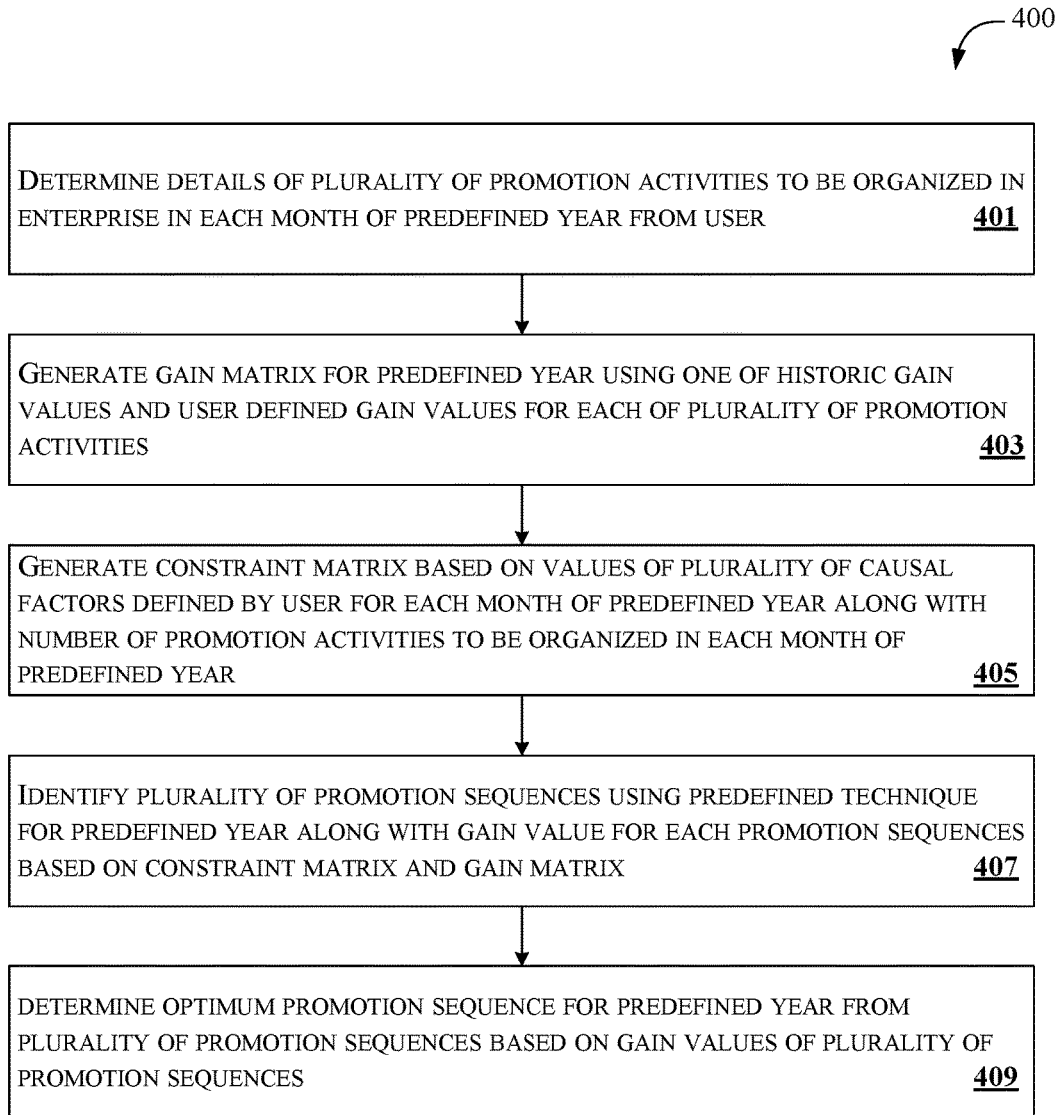 400
DETERMINE DETAILS OF PLURALITY OF PROMOTION ACTIVITIES TO BE ORGANIZED IN
ENTERPRISE IN EACH MONTH OF PREDEFINED YEAR FROM USER 401
GENERATE GAIN MATRIX FOR PREDEFINED YEAR USING ONE OF HISTORIC GAIN
VALUES AND USER DEFINED GAIN VALUES FOR EACH OF PLURALITY OF PROMOTION
ACTIVITIES 403
GENERATE CONSTRAINT MATRIX BASED ON VALUES OF PLURALITY OF CAUSAL
FACTORS DEFINED BY USER FOR EACH MONTH OF PREDEFINED YEAR ALONG WITH
NUMBER OF PROMOTION ACTIVITIES TO BE ORGANIZED IN EACH MONTH OF
PREDEFINED YEAR 405
IDENTIFY PLURALITY OF PROMOTION SEQUENCES USING PREDEFINED TECHNIQUE
FOR PREDEFINED YEAR ALONG WITH GAIN VALUE FOR EACH PROMOTION SEQUENCES
BASED ON CONSTRAINT MATRIX AND GAIN MATRIX 407
DETERMINE OPTIMUM PROMOTION SEQUENCE FOR PREDEFINED YEAR FROM
PLURALITY OF PROMOTION SEQUENCES BASED ON GAIN VALUES OF PLURALITY OF
PROMOTION SEQUENCES 409